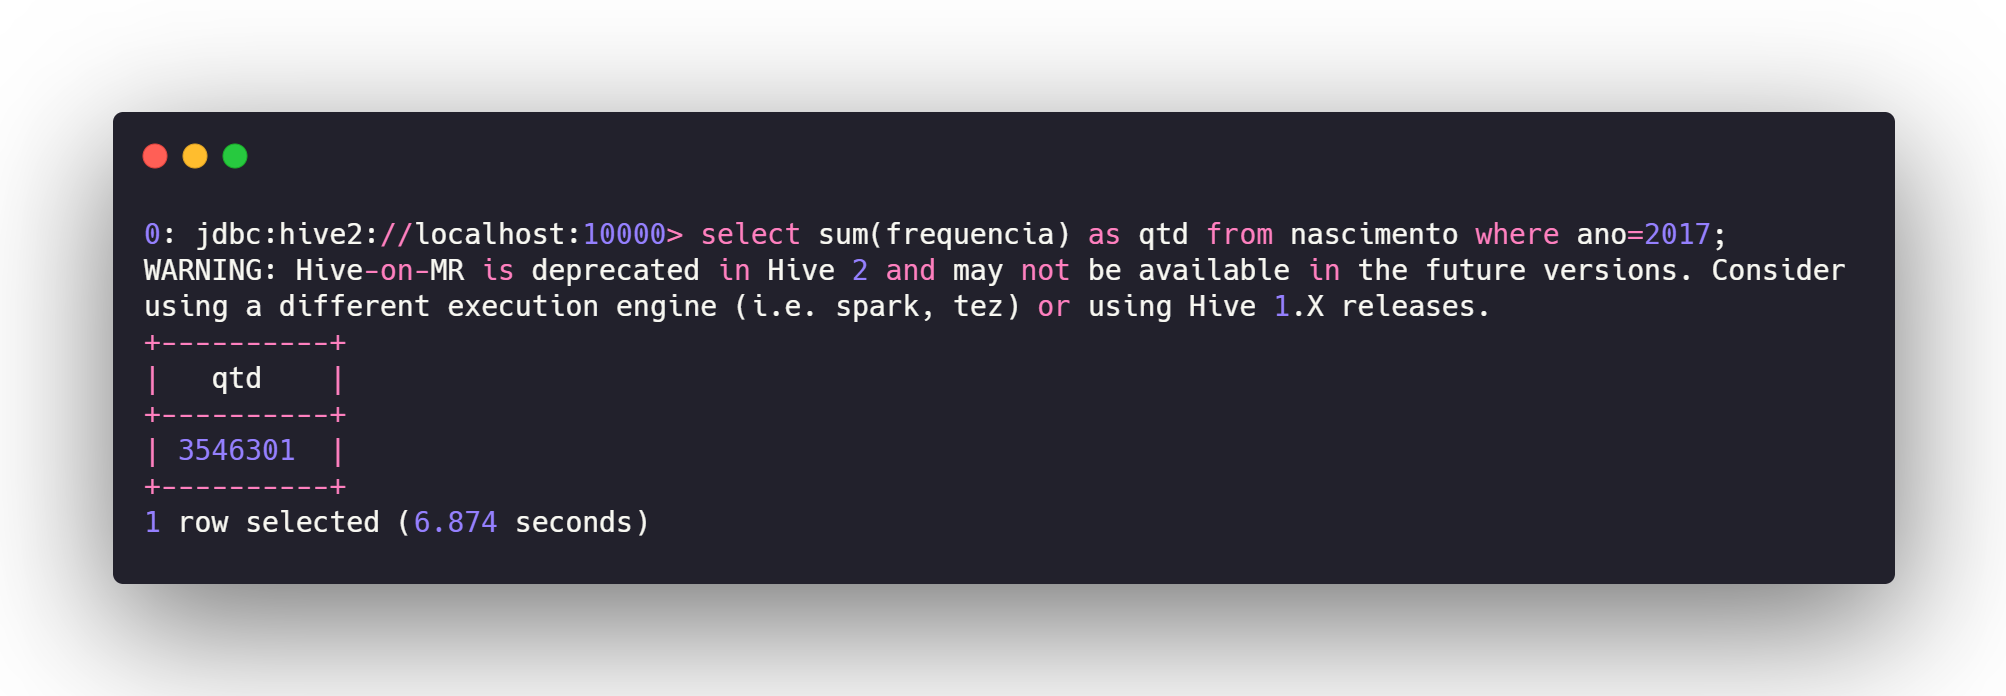 0: jdbc:hive2://localhost:10000> select sum(frequencia) as qtd from nascimento where ano=2017;
WARNING: Hive-on-MR is deprecated in Hive 2 and may not be available in the future versions. Consider
using a different execution engine (i.e. spark, tez) or using Hive 1.X releases.
+----------+
|   qtd    |
+----------+
| 3546301  |
+----------+
1 row selected (6.874 seconds)